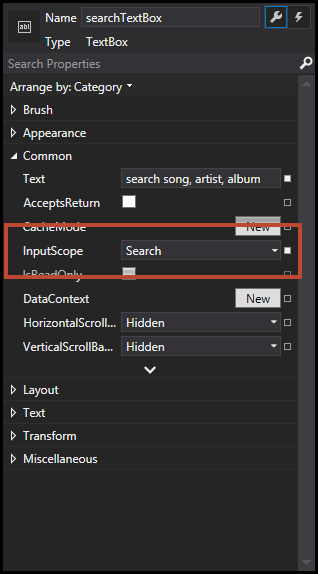 abl Name searchTextBox
Type TextBox
Search Properties
Arrange by: Category
Brush
Appearance
Common
Text search song, artist, album
AcceptsReturn
CacheMode New
InputScope Search
IsReadOnly
DataContext New
HorizontalScroll... Hidden
VerticalScrollBa... Hidden
Layout
Text
Transform
Miscellaneous